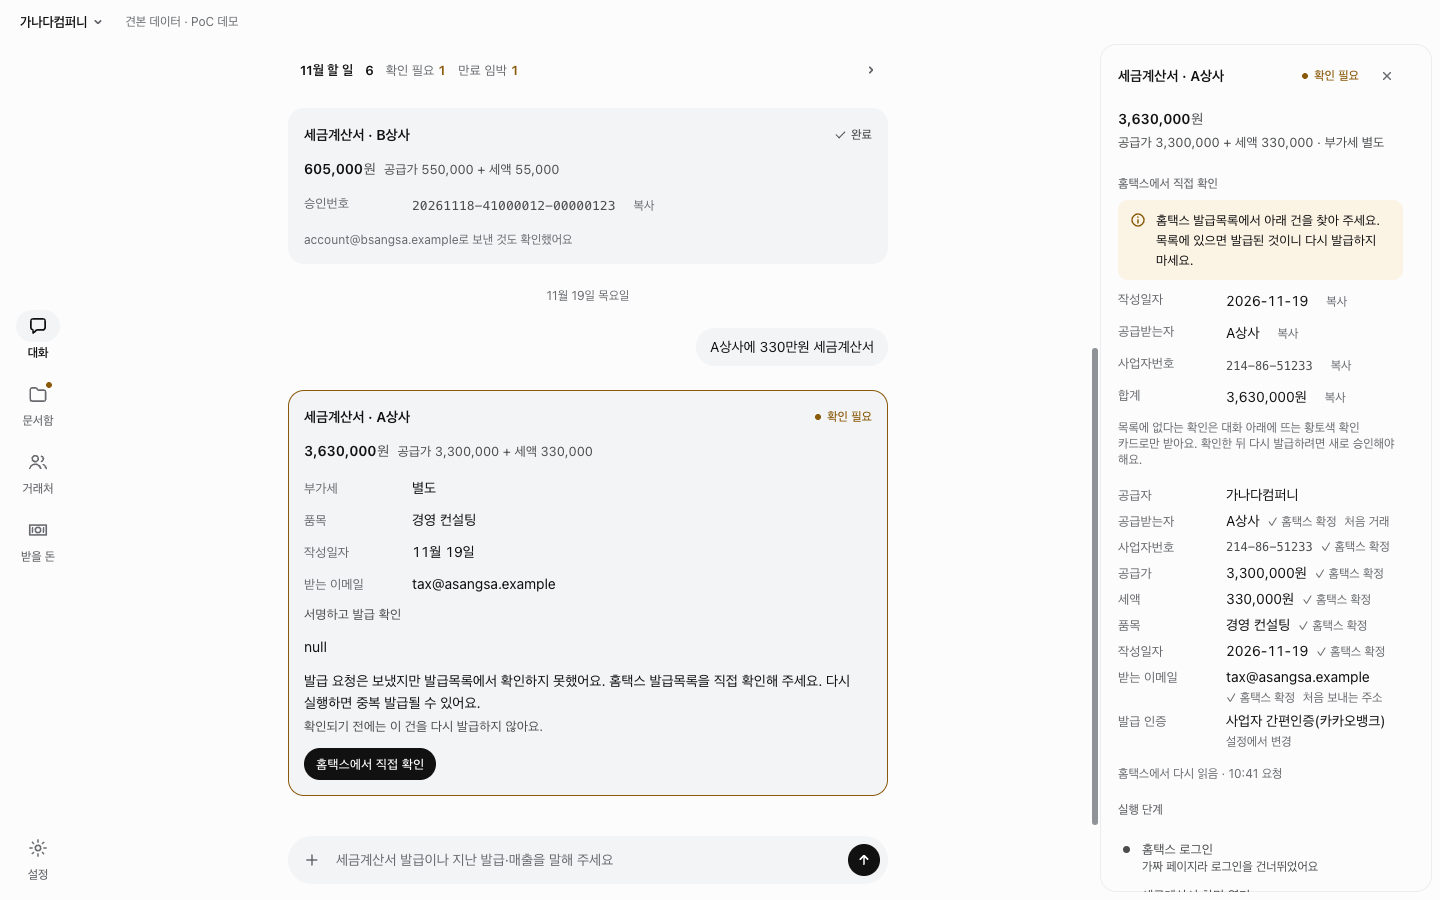 가나다컴퍼니 견본 데이터 · PoC 데모
11월 할 일 6 확인 필요 1 만료 임박 1
세금계산서 · B상사 완료
605,000원 공급가 550,000 + 세액 55,000
승인번호 20261118-41000012-00000123 복사
account@bsangsa.example로 보낸 것도 확인했어요
11월 19일 목요일
A상사에 330만원 세금계산서
세금계산서 · A상사 확인 필요
3,630,000원 공급가 3,300,000 + 세액 330,000
부가세 별도
품목 경영 컨설팅
작성일자 11월 19일
받는 이메일 tax@asangsa.example
서명하고 발급 확인
null
발급 요청은 보냈지만 발급목록에서 확인하지 못했어요. 홈택스 발급목록을 직접 확인해 주세요. 다시
실행하면 중복 발급될 수 있어요.
확인되기 전에는 이 건을 다시 발급하지 않아요.
홈택스에서 직접 확인
세금계산서 발급이나 지난 발급·매출을 말해 주세요
대화
문서함
거래처
받을 돈
설정
세금계산서 · A상사 확인 필요
3,630,000원
공급가 3,300,000 + 세액 330,000 · 부가세 별도
홈택스에서 직접 확인
홈택스 발급목록에서 아래 건을 찾아 주세요.
목록에 있으면 발급된 것이니 다시 발급하지
마세요.
작성일자 2026-11-19 복사
공급받는자 A상사 복사
사업자번호 214-86-51233 복사
합계 3,630,000원 복사
목록에 없다는 확인은 대화 아래에 뜨는 황토색 확인
카드로만 받아요. 확인한 뒤 다시 발급하려면 새로 승인해야
해요.
공급자 가나다컴퍼니
공급받는자 A상사 ✓ 홈택스 확정 처음 거래
사업자번호 214-86-51233 ✓ 홈택스 확정
공급가 3,300,000원 ✓ 홈택스 확정
세액 330,000원 ✓ 홈택스 확정
품목 경영 컨설팅 ✓ 홈택스 확정
작성일자 2026-11-19 ✓ 홈택스 확정
받는 이메일 tax@asangsa.example
✓ 홈택스 확정 처음 보내는 주소
발급 인증 사업자 간편인증(카카오뱅크)
설정에서 변경
홈택스에서 다시 읽음 · 10:41 요청
실행 단계
홈택스 로그인
가짜 페이지라 로그인을 건너뛰었어요